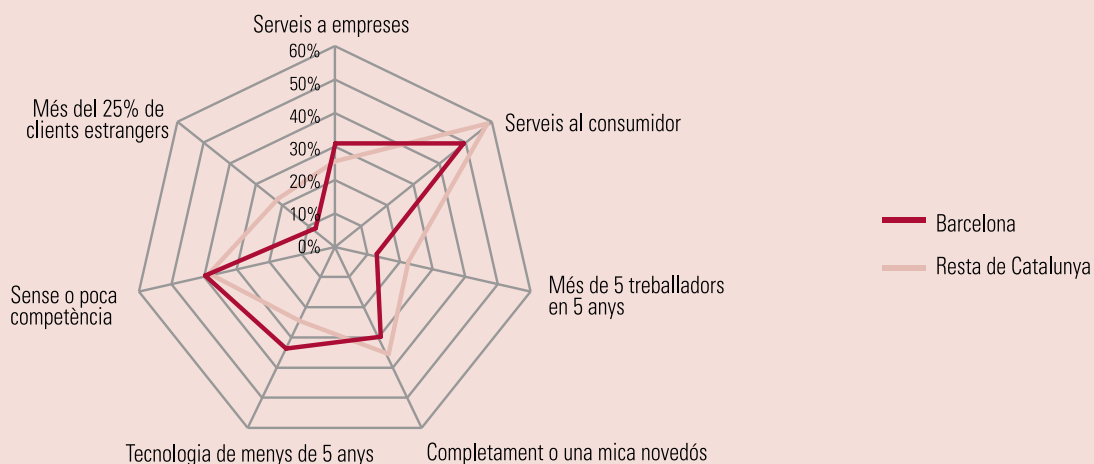 Serveis a empreses
60%
50%
40%
30%
20%
10%
0%
Més del 25% de
clients estrangers
Serveis al consumidor
Barcelona
Resta de Catalunya
Més de 5 treballadors
en 5 anys
Sense o poca
competència
Tecnologia de menys de 5 anys
Completament o una mica novedós